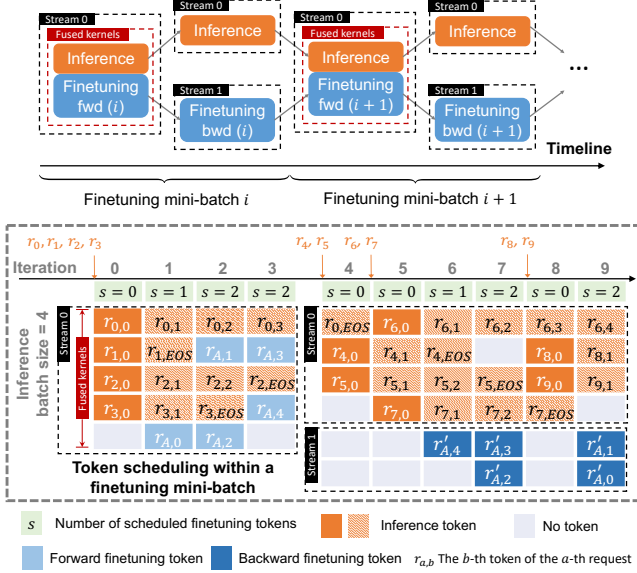 Stream 0
Fused kernels
Inference
Finetuning
fwd (i)
Stream 0
Inference
Stream 1
Finetuning
bwd (i)
Stream 0
Fused kernels
Inference
Finetuning
fwd (i + 1)
Stream 0
Inference
Stream 1
Finetuning
bwd (i + 1)
...
Timeline
Finetuning mini-batch i
Finetuning mini-batch i + 1
r0, r1, r2, r3
r4, r5
r6, r7
r8, r9
Iteration 0 1 2 3 4 5 6 7 8 9
s = 0 s = 1 s = 2 s = 2 s = 0 s = 0 s = 1 s = 2 s = 0 s = 2
Inference
batch size = 4
Stream 0
Fused kernels
r0,0 r0,1 r0,2 r0,3
r1,0 r1,EOS rA,1 rA,3
r2,0 r2,1 r2,2 r2,EOS
r3,0 r3,1 r3,EOS rA,4
rA,0 rA,2
Token scheduling within a
finetuning mini-batch
Stream 0
r0,EOS r6,0 r6,1 r6,2 r6,3 r6,4
r4,0 r4,1 r4,EOS r8,0 r8,1
r5,0 r5,1 r5,2 r5,EOS r9,0 r9,1
r7,0 r7,1 r7,2 r7,EOS
Stream 1
r′A,4 r′A,3 r′A,1
r′A,2 r′A,0
s Number of scheduled finetuning tokens
Inference token
No token
Forward finetuning token
Backward finetuning token
ra,b The b-th token of the a-th request